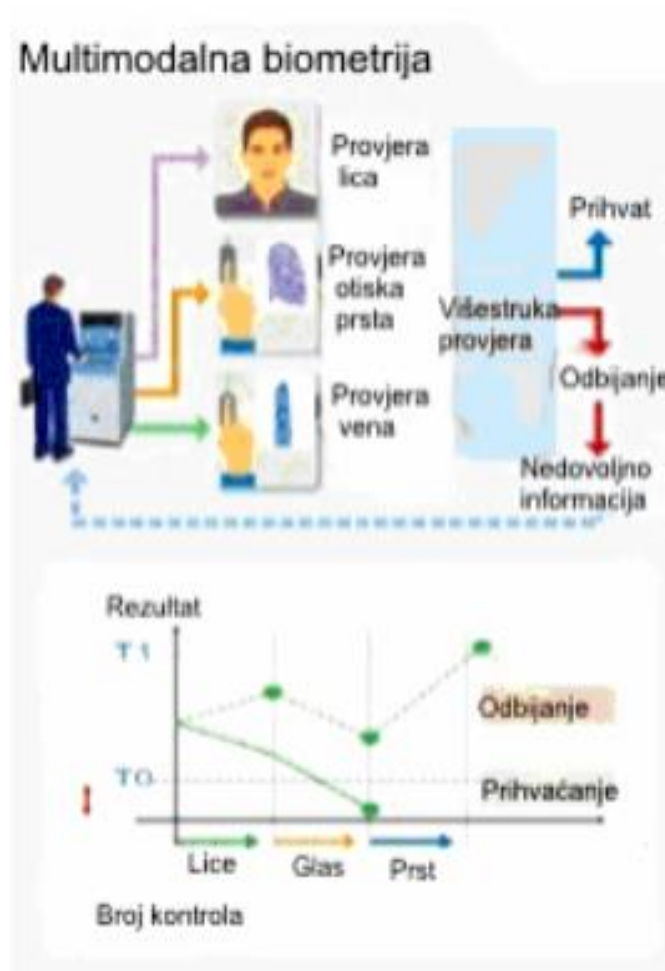 Multimodalna biometrija
Provjera
lica
Prihvat
Provjera
otiska
prsta
Višestruka
provjera
Odbijanje
Provjera
vena
Nedovoljno
informacija
Rezultat
T1
Odbijanje
T0
Prihvaćanje
Lice
Glas
Prst
Broj kontrola